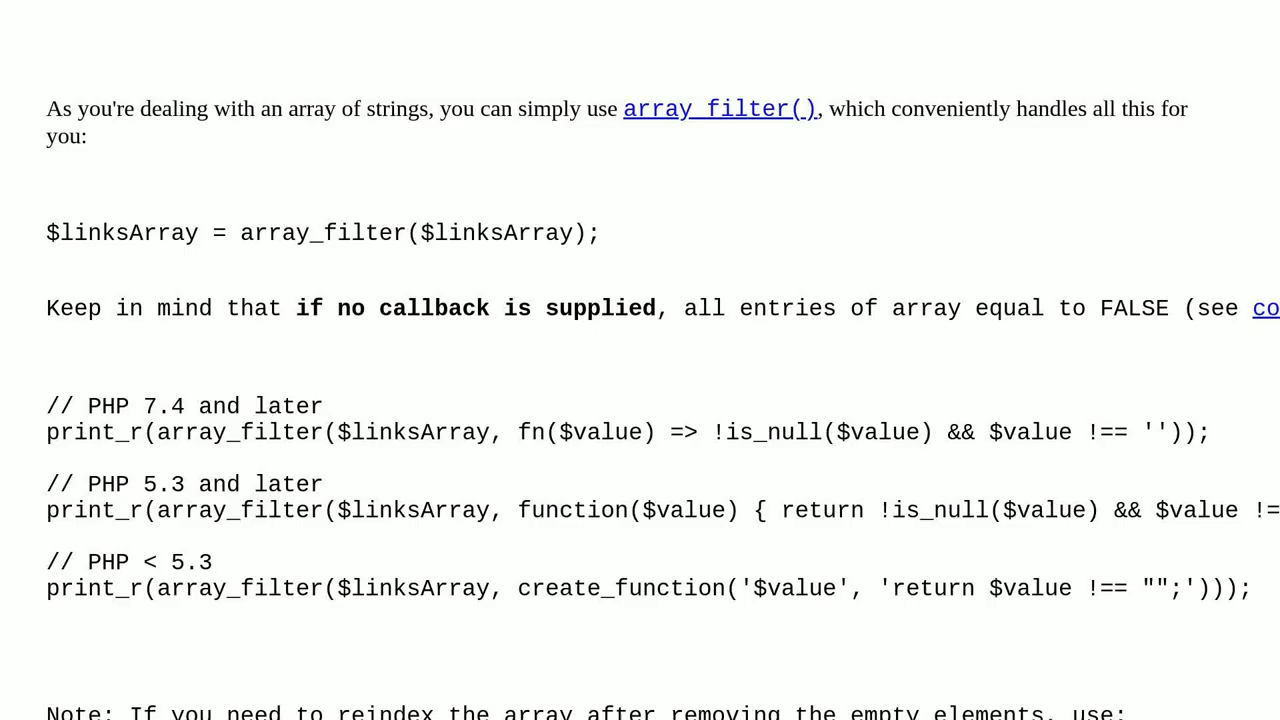 As you're dealing with an array of strings, you can simply use array_filter(), which conveniently handles all this for
you:
$linksArray = array_filter($linksArray);
Keep in mind that if no callback is supplied, all entries of array equal to FALSE (see co
// PHP 7.4 and later
print_r(array_filter($linksArray, fn($value) => !is_null($value) && $value !== ''));
// PHP 5.3 and later
print_r(array_filter($linksArray, function($value) { return !is_null($value) && $value !=
// PHP < 5.3
print_r(array_filter($linksArray, create_function('$value', 'return $value !== "";')));
Note: If you need to reindex the array after removing the empty elements, use: